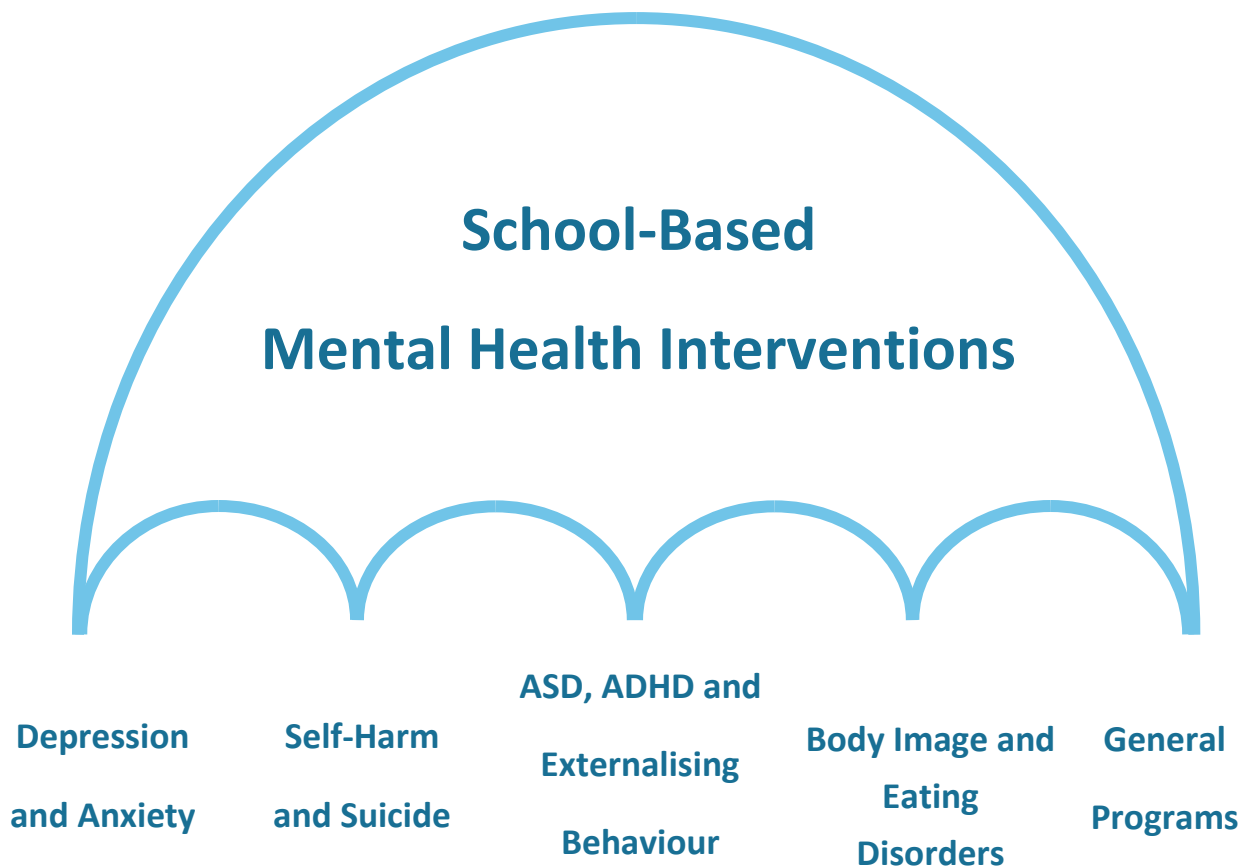 School-Based
Mental Health Interventions
Depression
and Anxiety
Self-Harm
and Suicide
ASD, ADHD and
Externalising
Behaviour
Body Image and
Eating
Disorders
General
Programs